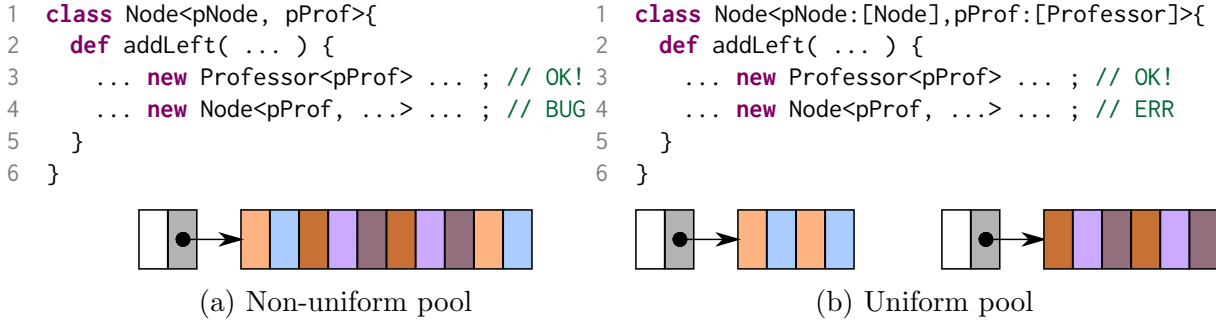 1 class Node<pNode, pProf>{
2 def addLeft( ... ) {
3 ... new Professor<pProf> ... ; // OK!
4 ... new Node<pProf, ...> ... ; // BUG
5 }
6 }
(a) Non-uniform pool
1 class Node<pNode:[Node],pProf:[Professor]>{
2 def addLeft( ... ) {
3 ... new Professor<pProf> ... ; // OK!
4 ... new Node<pProf, ...> ... ; // ERR
5 }
6 }
(b) Uniform pool